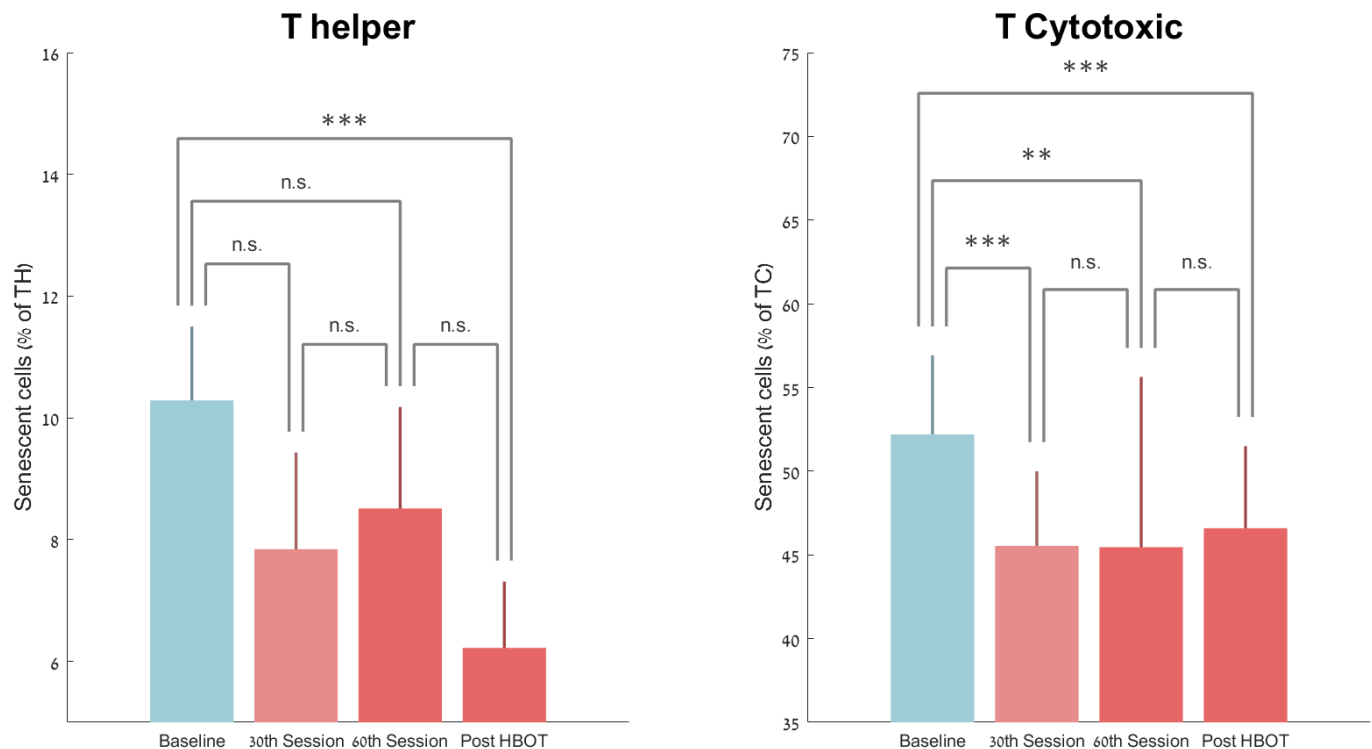 T helper
16
14
12
10
8
6
Senescent cells (% of TH)
***
n.s.
n.s.
n.s.
n.s.
Baseline
30th Session
60th Session
Post HBOT
T Cytotoxic
75
70
65
60
55
50
45
40
35
Senescent cells (% of TC)
***
**
***
n.s.
n.s.
Baseline
30th Session
60th Session
Post HBOT